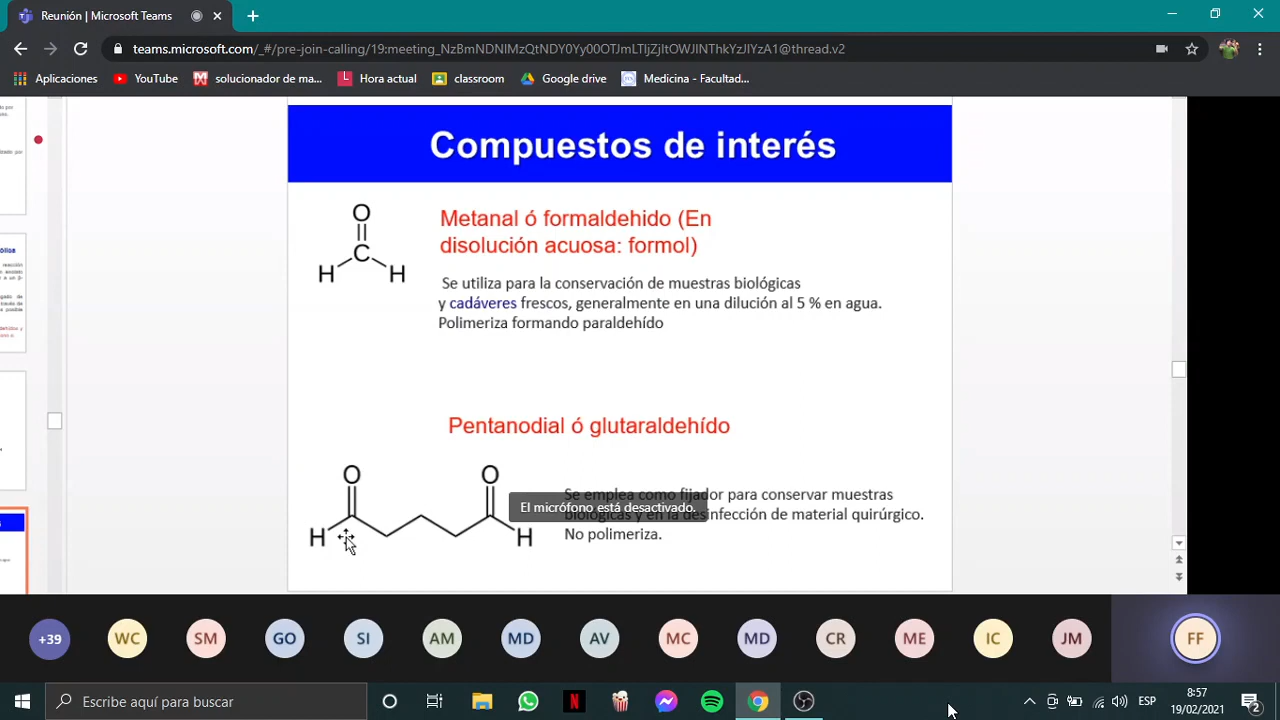 Reunión | Microsoft Teams
teams.microsoft.com/_#/pre-join-calling/19:meeting_NzBmNDNlMzQtNDY0Yy00OTJmLTljZjItOWJlNThkYzJlYzA1@thread.v2
Aplicaciones YouTube solucionador de ma... Hora actual classroom Google drive Medicina - Facultad...
Compuestos de interés
O
C
H H
Metanal ó formaldehido (En
disolución acuosa: formol)
Se utiliza para la conservación de muestras biológicas
y cadáveres frescos, generalmente en una dilución al 5 % en agua.
Polimeriza formando paraldehído
Pentanodial ó glutaraldehído
O O
H H
Se emplea como fijador para conservar muestras
biológicas y en la desinfección de material quirúrgico.
No polimeriza.
El micrófono está desactivado.
+39 WC SM GO SI AM MD AV MC MD CR ME IC JM FF
Escribe aquí para buscar
ESP
8:57
19/02/2021
2